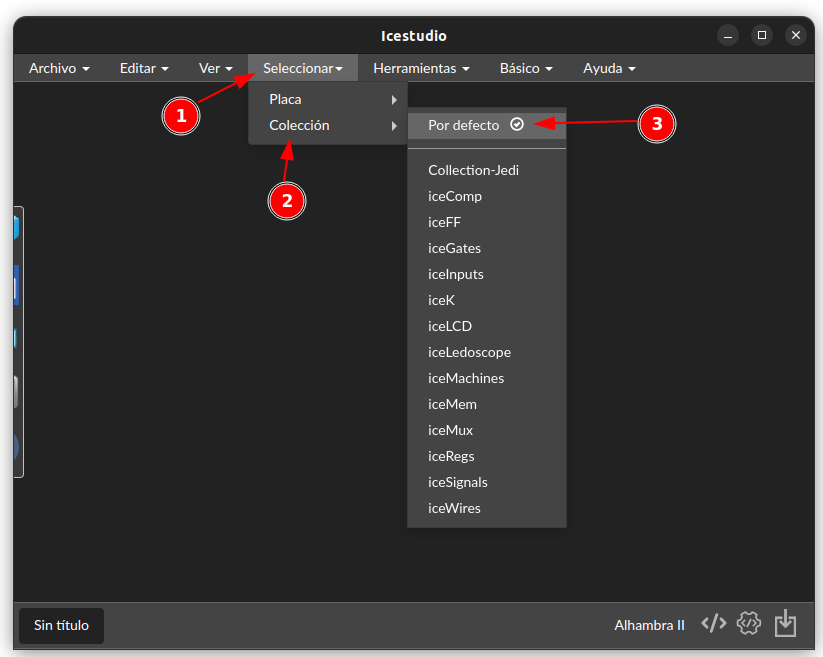 Icestudio
Archivo Editar Ver Seleccionar Herramientas Básico Ayuda
Placa
1
Colección
Por defecto
3
Collection-Jedi
2
iceComp
iceFF
iceGates
iceInputs
iceK
iceLCD
iceLedoscope
iceMachines
iceMem
iceMux
iceRegs
iceSignals
iceWires
Sin título
Alhambra II